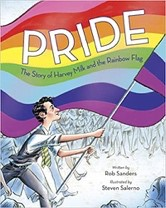 PRIDE
The Story of Harvey Milk and the Rainbow Flag
Written by
Rob Sanders
Illustrated by
Steven Salerno